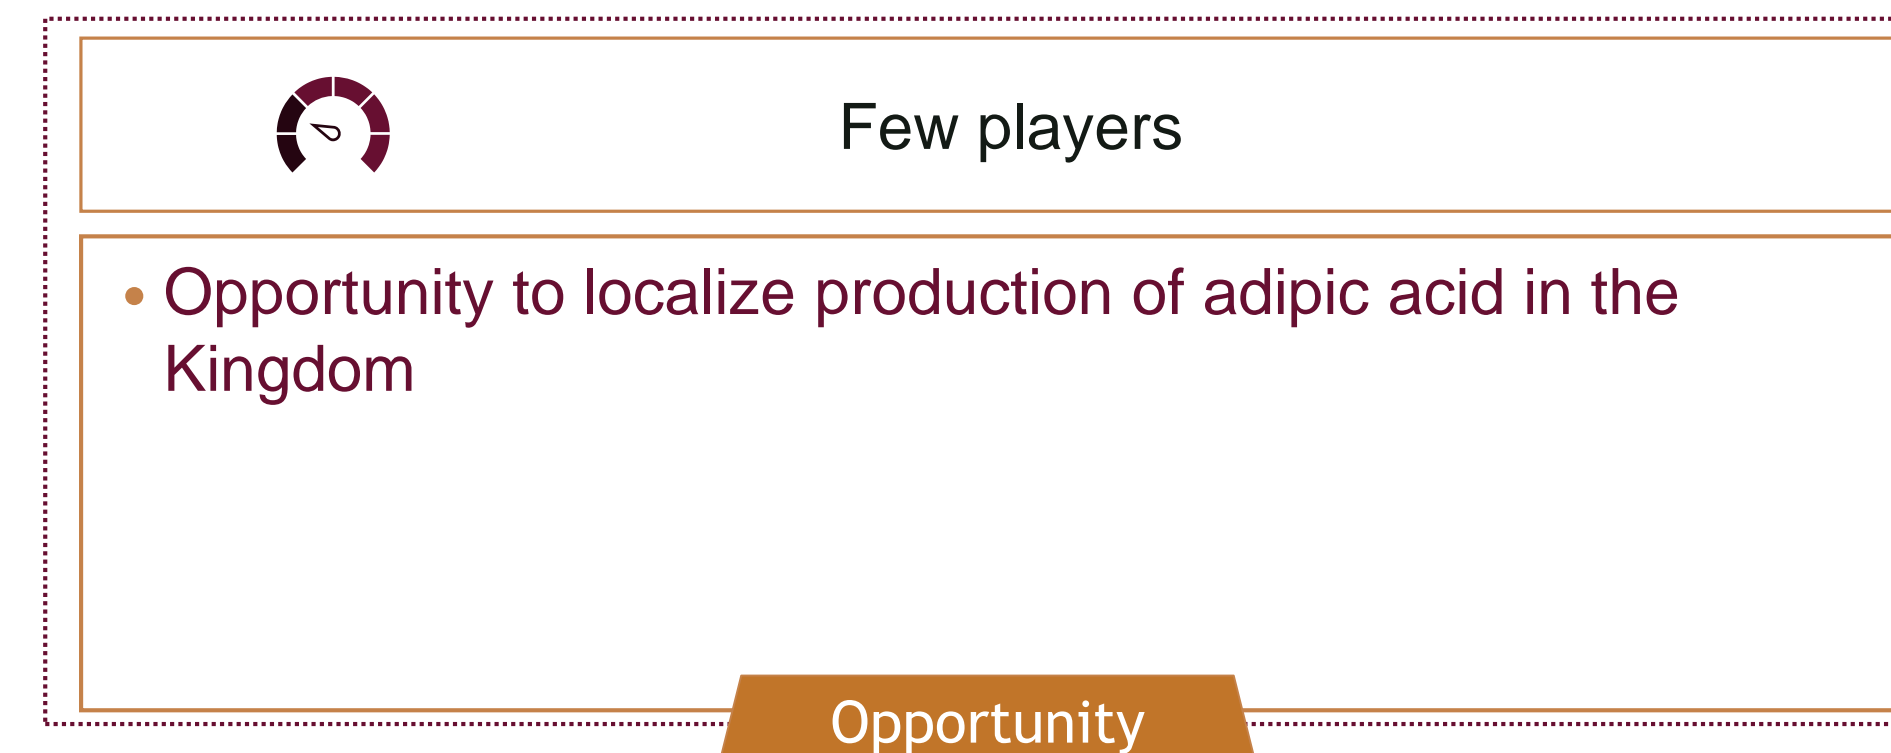 Few players
• Opportunity to localize production of adipic acid in the
Kingdom
Opportunity